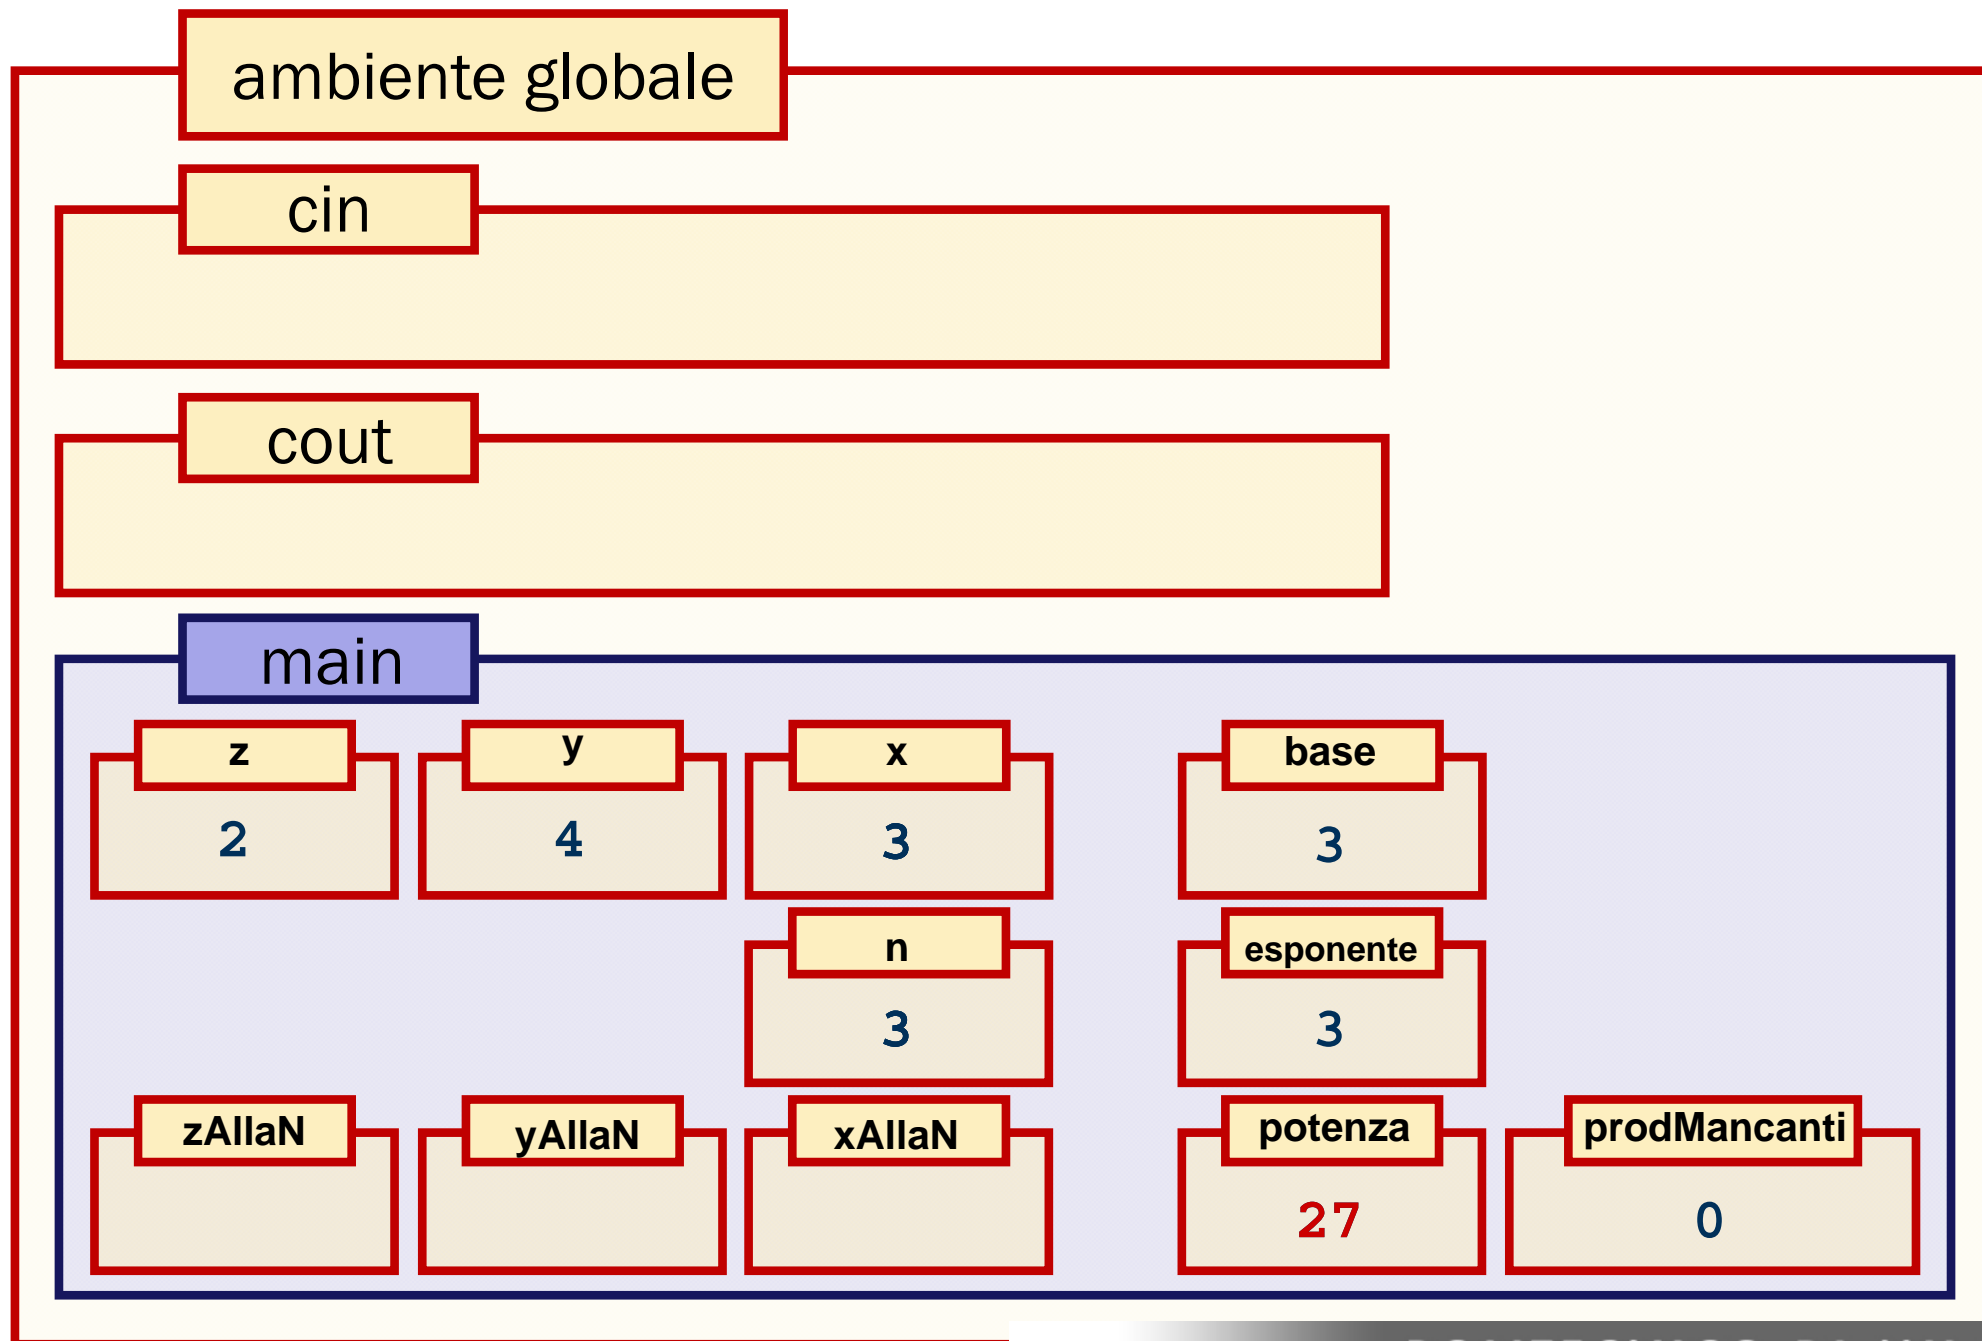 ambiente globale
cin
cout
main
z y x base
2 4 3 3
n esponente
3 3
zAllaN yAllaN xAllaN potenza prodMancanti
27 0